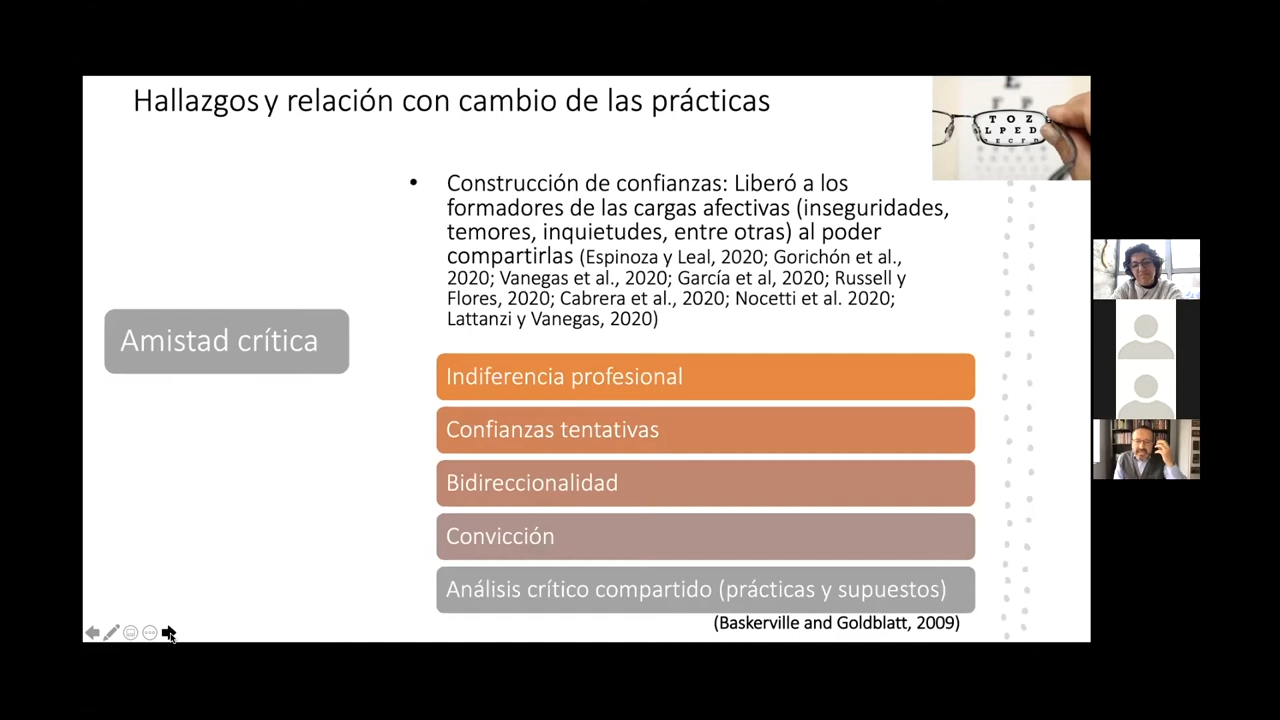 Hallazgos y relación con cambio de las prácticas
E
F P
T O Z
L P E D
E C F D
• Construcción de confianzas: Liberó a los
formadores de las cargas afectivas (inseguridades,
temores, inquietudes, entre otras) al poder
compartirlas (Espinoza y Leal, 2020; Gorichón et al.,
2020; Vanegas et al., 2020; García et al, 2020; Russell y
Flores, 2020; Cabrera et al., 2020; Nocetti et al. 2020;
Lattanzi y Vanegas, 2020)
Amistad crítica
Indiferencia profesional
Confianzas tentativas
Bidireccionalidad
Convicción
Análisis crítico compartido (prácticas y supuestos)
(Baskerville and Goldblatt, 2009)